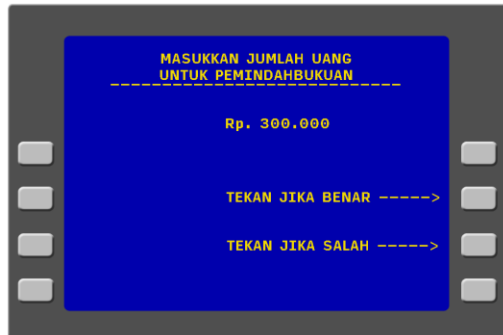 MASUKKAN JUMLAH UANG
UNTUK PEMINDAHBUKUAN
----------------------------
Rp. 300.000
TEKAN JIKA BENAR ----->
TEKAN JIKA SALAH ----->